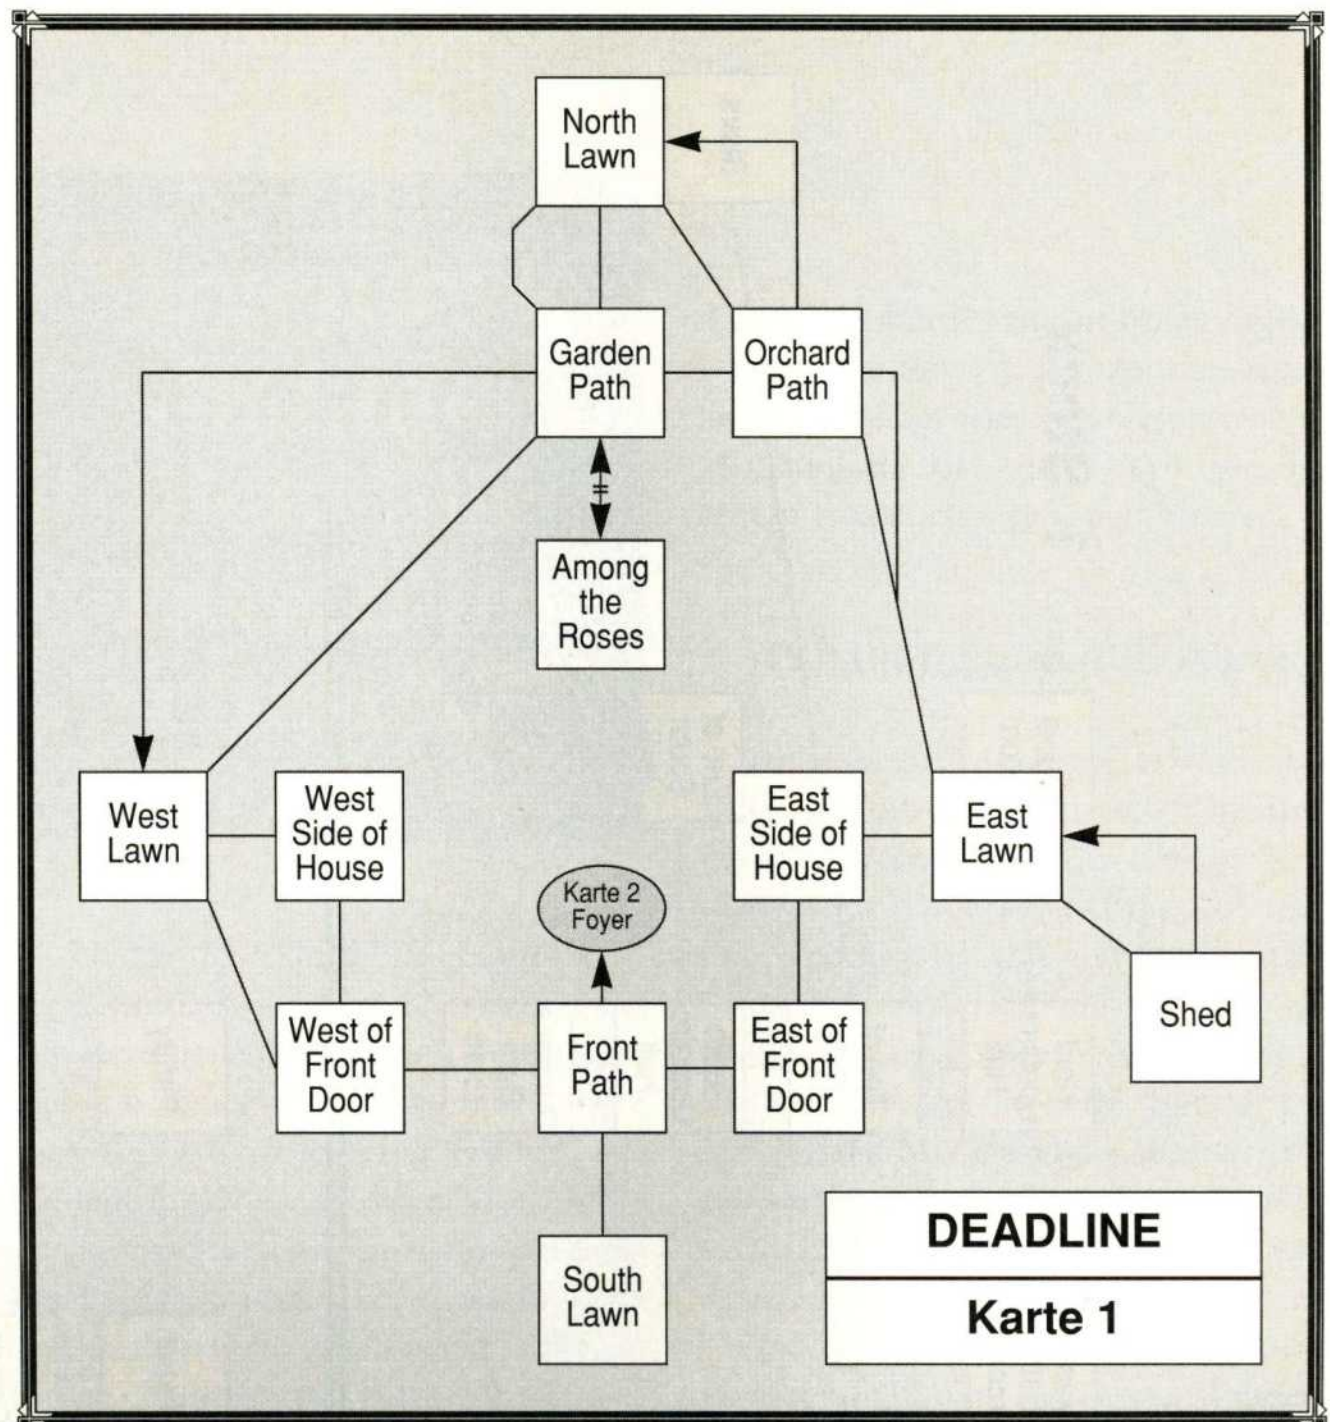 North
Lawn
Garden
Path
Orchard
Path
Among
the
Roses
West
Lawn
West
Side of
House
East
Side of
House
East
Lawn
Karte 2
Foyer
West of
Front
Door
Front
Path
East of
Front
Door
Shed
South
Lawn
DEADLINE
Karte 1